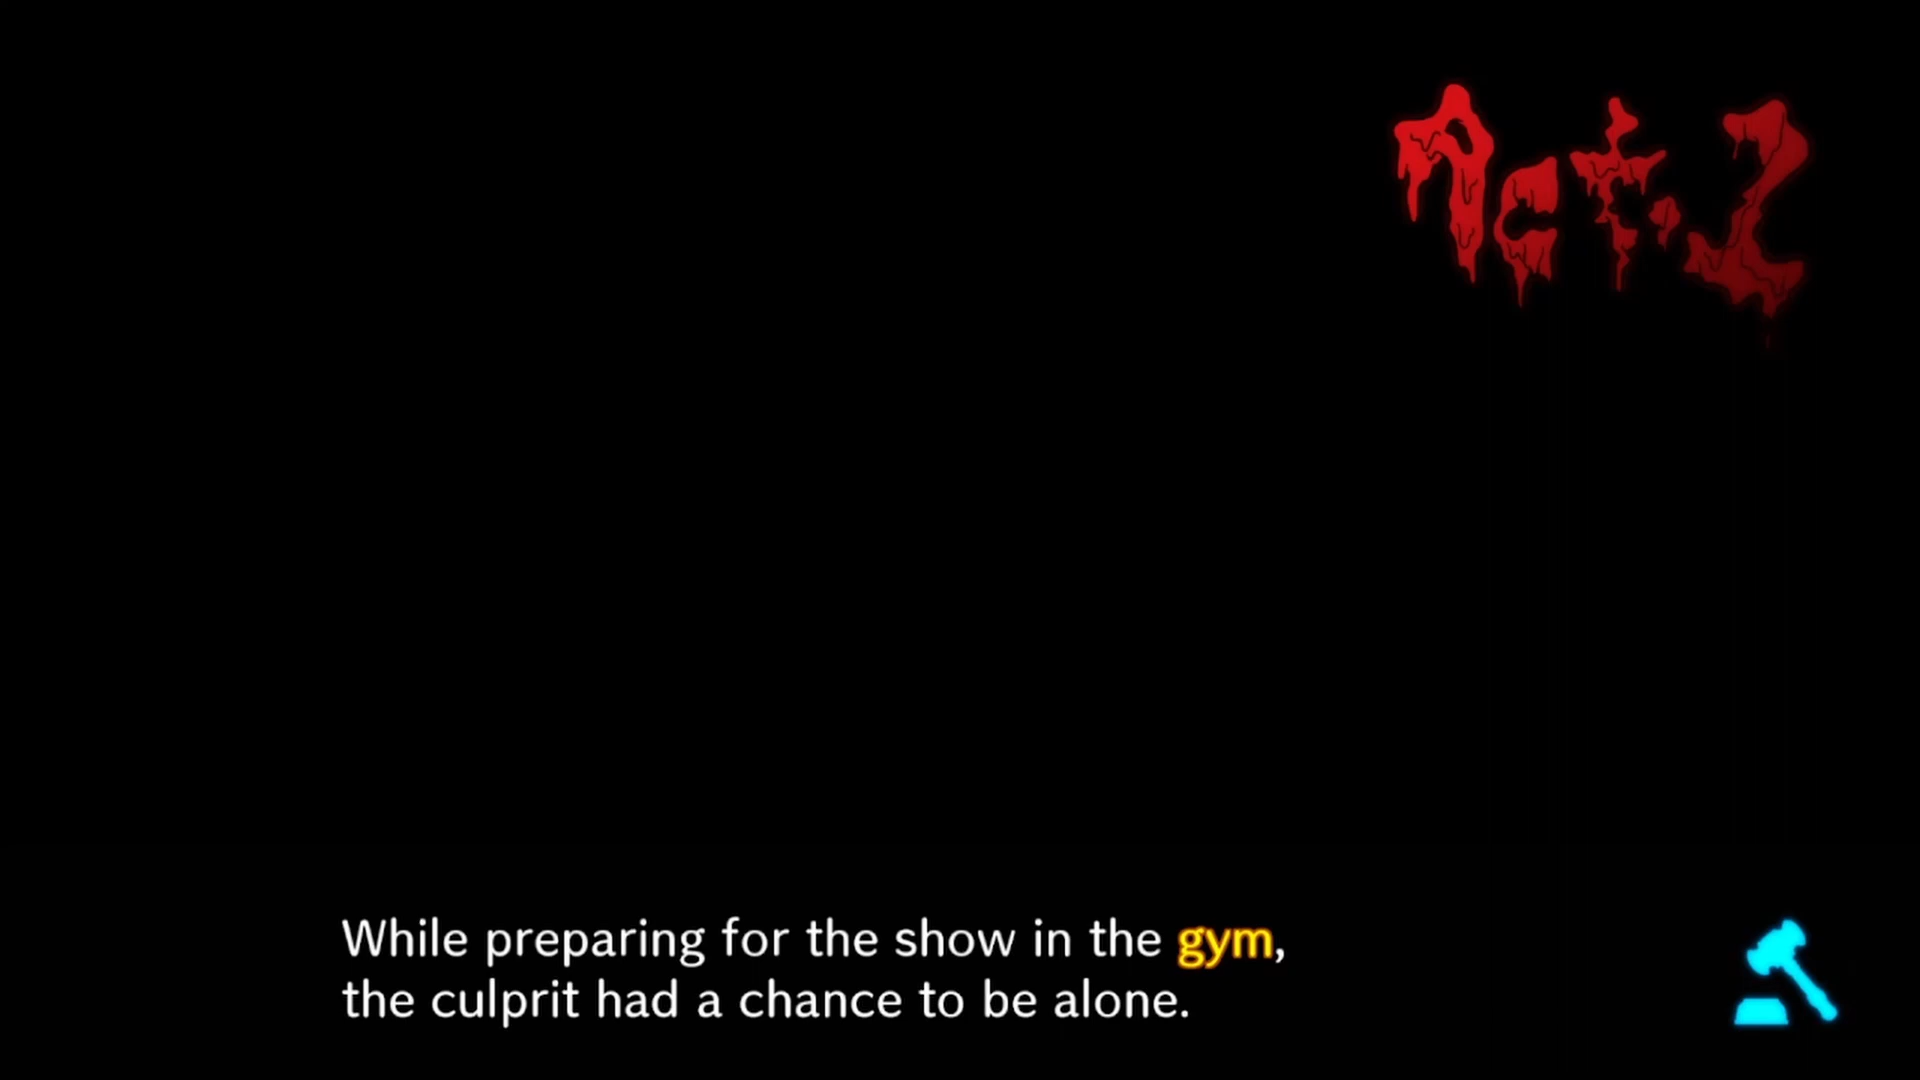 Act.2
While preparing for the show in the gym,
the culprit had a chance to be alone.